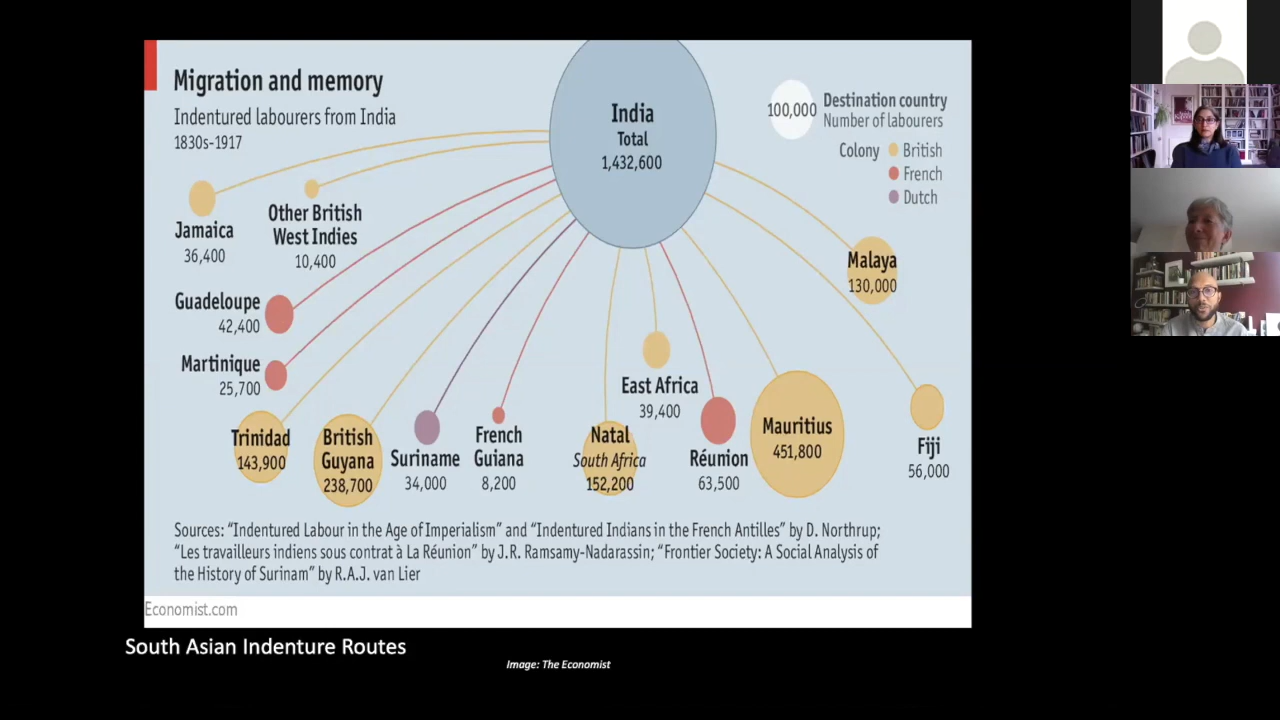 Migration and memory
Indentured labourers from India
1830s-1917
India
Total
1,432,600
100,000
Destination country
Number of labourers
Colony
British
French
Dutch
Jamaica
36,400
Other British
West Indies
10,400
Guadeloupe
42,400
Martinique
25,700
Trinidad
143,900
British
Guyana
238,700
Suriname
34,000
French
Guiana
8,200
Natal
South Africa
152,200
East Africa
39,400
Réunion
63,500
Mauritius
451,800
Malaya
130,000
Fiji
56,000
Sources: “Indentured Labour in the Age of Imperialism” and “Indentured Indians in the French Antilles” by D. Northrup;
“Les travailleurs indiens sous contrat à La Réunion” by J.R. Ramsamy-Nadarassin; “Frontier Society: A Social Analysis of
the History of Surinam” by R.A.J. van Lier
Economist.com
South Asian Indenture Routes
Image: The Economist